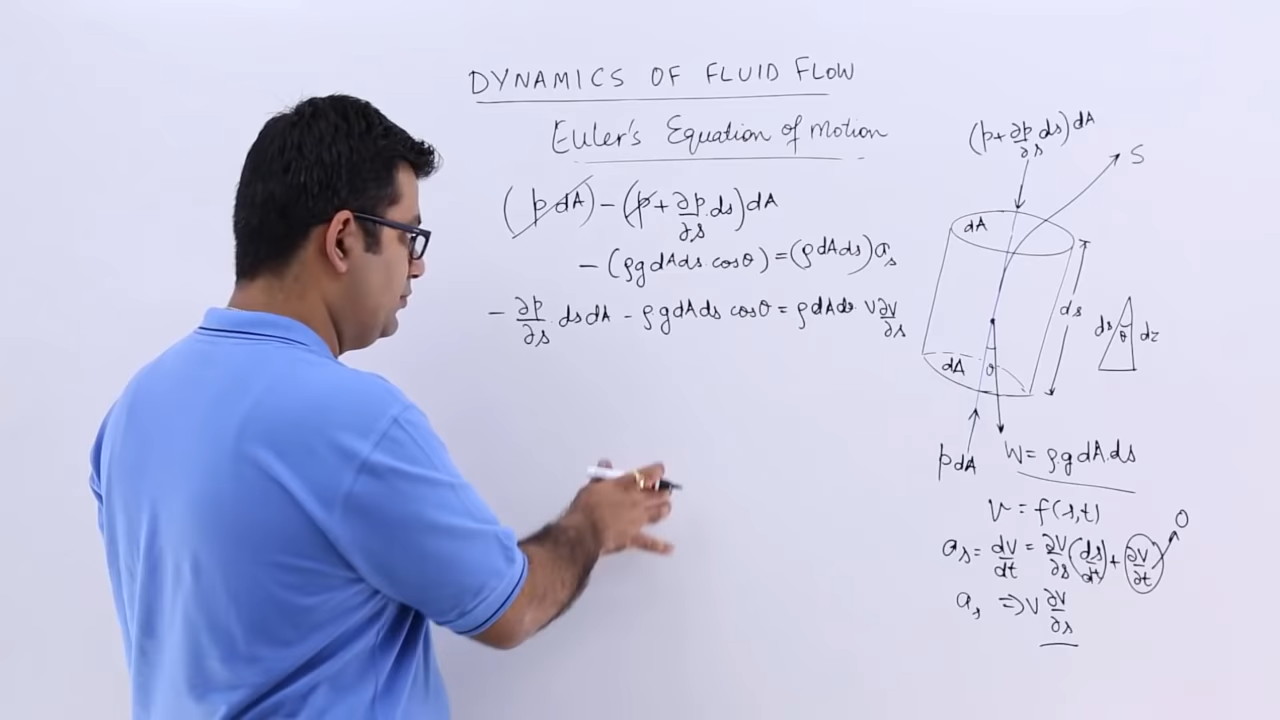 DYNAMICS OF FLUID FLOW
Euler's Equation of Motion
(p dA) - (p + ∂p/∂s ds) dA
- (ρg dA ds cosθ) = (ρ dA ds) a_s
- ∂p/∂s ds dA - ρg dA ds cosθ = ρ dA ds V ∂V/∂s
(p + ∂p/∂s ds) dA
S
dA
ds
ds θ dz
dA θ
p dA
W = ρ.g dA.ds
V = f(s,t)
a_s = dV/dt = ∂V/∂s (ds/dt) + ∂V/∂t 0
a_s => V ∂V/∂s